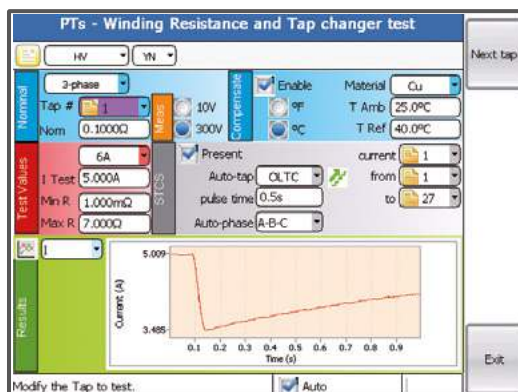 PTs - Winding Resistance and Tap changer test
Next tap
HV YN
Nominal
3-phase
Tap # 1
Nom 0.1000Ω
Meas
10V
300V
Compensate
Enable
ºF
ºC
Material Cu
T Amb 25.0ºC
T Ref 40.0ºC
Test Values
6A
I Test 5.000A
Min R 1.000mΩ
Max R 7.000Ω
STCS
Present
Auto-tap OLTC
pulse time 0.5s
Auto-phase A-B-C
current 1
from 1
to 27
Results
1
5.009
Current (A)
3.485
0.1 0.2 0.3 0.4 0.5 0.6 0.7 0.8 0.9
Time (s)
Exit
Modify the Tap to test.
Auto